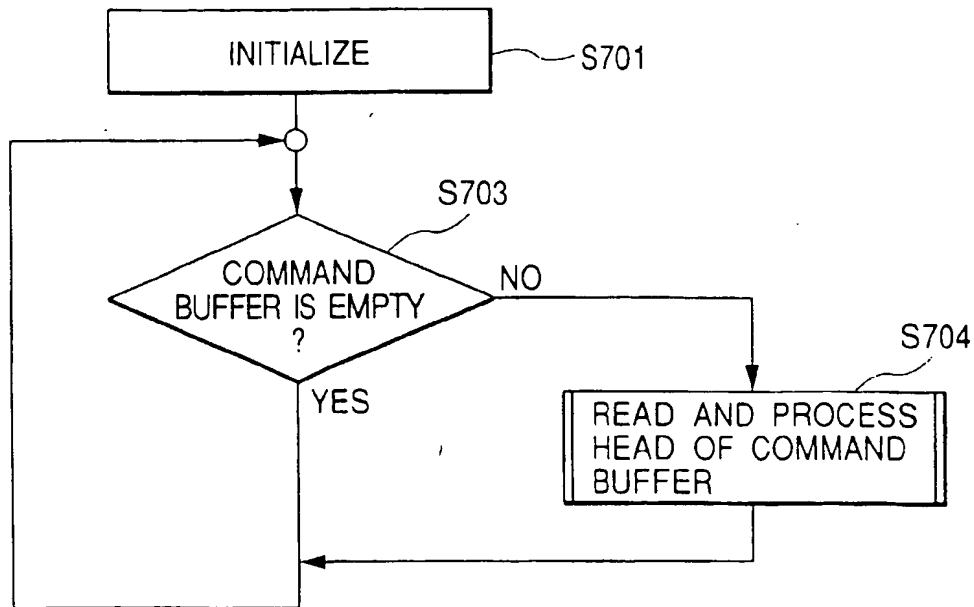 INITIALIZE
S701
S703
COMMAND
BUFFER IS EMPTY
?
NO
YES
S704
READ AND PROCESS
HEAD OF COMMAND
BUFFER